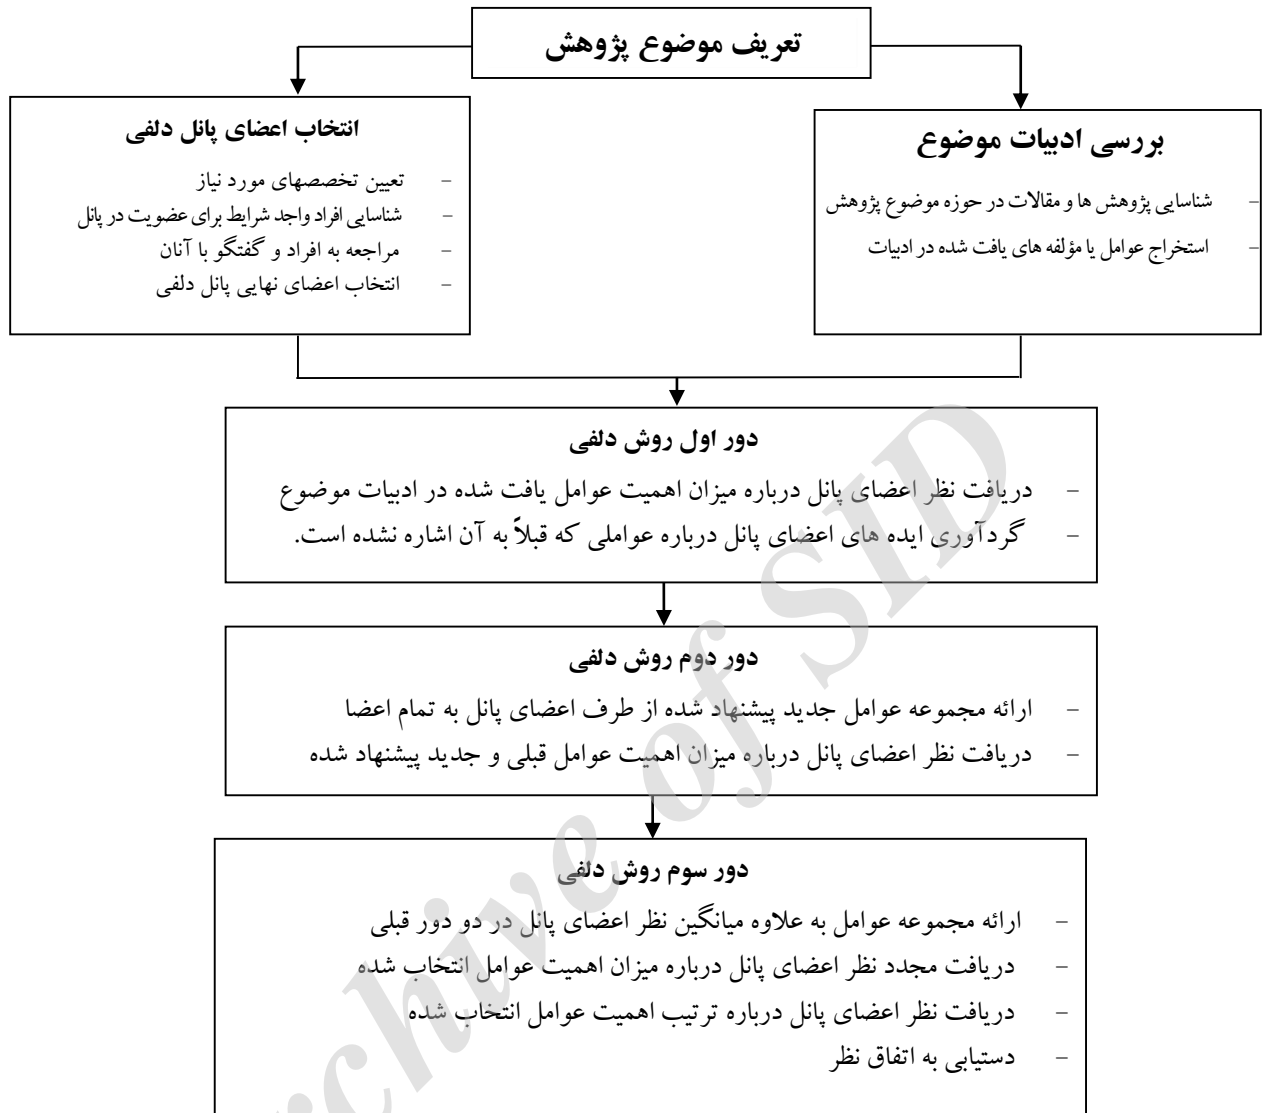 تعریف موضوع پژوهش
بررسی ادبیات موضوع
- شناسایی پژوهش ها و مقالات در حوزه موضوع پژوهش
- استخراج عوامل یا مؤلفه های یافت شده در ادبیات
انتخاب اعضای پانل دلفی
- تعیین تخصصهای مورد نیاز
- شناسایی افراد واجد شرایط برای عضویت در پانل
- مراجعه به افراد و گفتگو با آنان
- انتخاب اعضای نهایی پانل دلفی
دور اول روش دلفی
- دریافت نظر اعضای پانل درباره میزان اهمیت عوامل یافت شده در ادبیات موضوع
- گردآوری ایده های اعضای پانل درباره عواملی که قبلاً به آن اشاره نشده است.
دور دوم روش دلفی
- ارائه مجموعه عوامل جدید پیشنهاد شده از طرف اعضای پانل به تمام اعضا
- دریافت نظر اعضای پانل درباره میزان اهمیت عوامل قبلی و جدید پیشنهاد شده
دور سوم روش دلفی
- ارائه مجموعه عوامل به علاوه میانگین نظر اعضای پانل در دو دور قبلی
- دریافت مجدد نظر اعضای پانل درباره میزان اهمیت عوامل انتخاب شده
- دریافت نظر اعضای پانل درباره ترتیب اهمیت عوامل انتخاب شده
- دستیابی به اتفاق نظر
rchive of SID